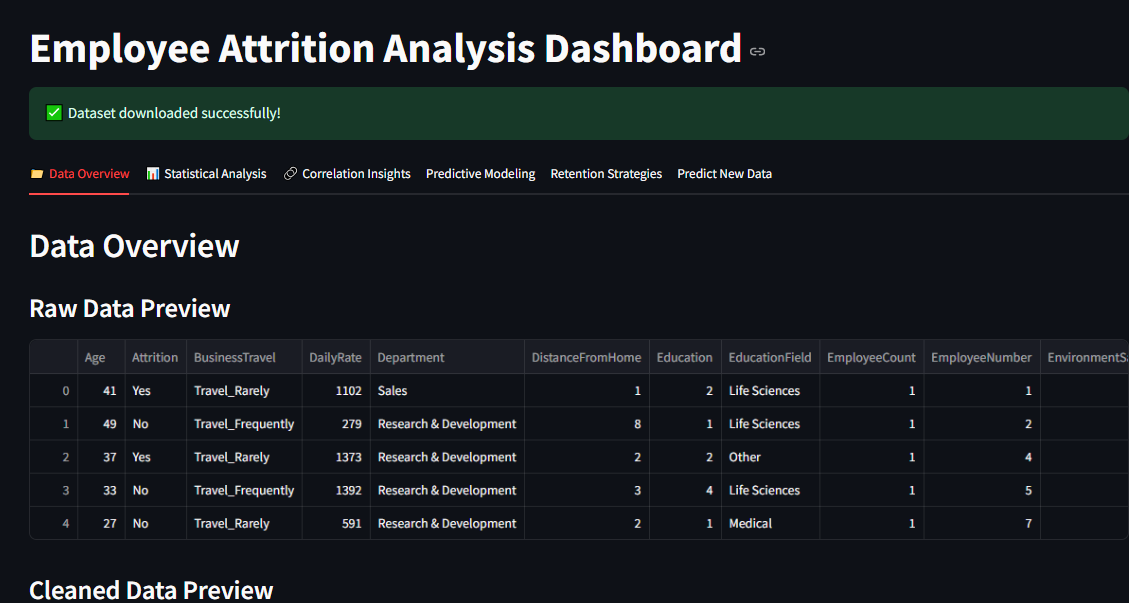 Employee Attrition Analysis Dashboard
Dataset downloaded successfully!
Data Overview Statistical Analysis Correlation Insights Predictive Modeling Retention Strategies Predict New Data
Data Overview
Raw Data Preview
Age Attrition BusinessTravel DailyRate Department DistanceFromHome Education EducationField EmployeeCount EmployeeNumber EnvironmentSa
0 41 Yes Travel_Rarely 1102 Sales 1 2 Life Sciences 1 1
1 49 No Travel_Frequently 279 Research & Development 8 1 Life Sciences 1 2
2 37 Yes Travel_Rarely 1373 Research & Development 2 2 Other 1 4
3 33 No Travel_Frequently 1392 Research & Development 3 4 Life Sciences 1 5
4 27 No Travel_Rarely 591 Research & Development 2 1 Medical 1 7
Cleaned Data Preview